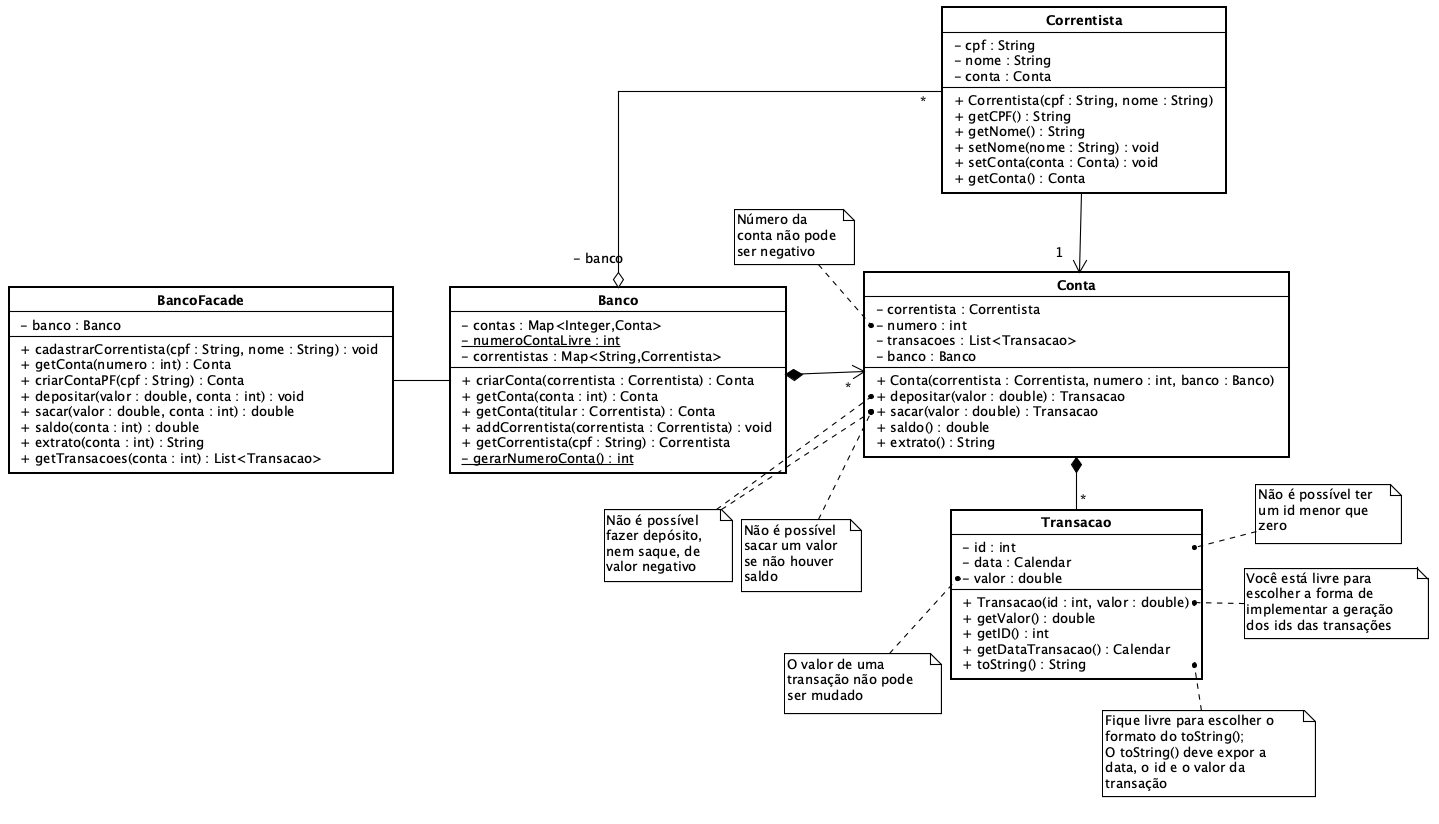 Correntista
– cpf : String
– nome : String
– conta : Conta
+ Correntista(cpf : String, nome : String)
+ getCPF() : String
+ getNome() : String
+ setNome(nome : String) : void
+ setConta(conta : Conta) : void
+ getConta() : Conta
*
– banco
1
Número da
conta não pode
ser negativo
BancoFacade
– banco : Banco
+ cadastrarCorrentista(cpf : String, nome : String) : void
+ getConta(numero : int) : Conta
+ criarContaPF(cpf : String) : Conta
+ depositar(valor : double, conta : int) : void
+ sacar(valor : double, conta : int) : double
+ saldo(conta : int) : double
+ extrato(conta : int) : String
+ getTransacoes(conta : int) : List<Transacao>
Banco
– contas : Map<Integer,Conta>
– numeroContaLivre : int
– correntistas : Map<String,Correntista>
+ criarConta(correntista : Correntista) : Conta
+ getConta(conta : int) : Conta
+ getConta(titular : Correntista) : Conta
+ addCorrentista(correntista : Correntista) : void
+ getCorrentista(cpf : String) : Correntista
– gerarNumeroConta() : int
*
Conta
– correntista : Correntista
– numero : int
– transacoes : List<Transacao>
– banco : Banco
+ Conta(correntista : Correntista, numero : int, banco : Banco)
+ depositar(valor : double) : Transacao
+ sacar(valor : double) : Transacao
+ saldo() : double
+ extrato() : String
*
Não é possível
fazer depósito,
nem saque, de
valor negativo
Não é possível
sacar um valor
se não houver
saldo
Transacao
– id : int
– data : Calendar
– valor : double
+ Transacao(id : int, valor : double)
+ getValor() : double
+ getID() : int
+ getDataTransacao() : Calendar
+ toString() : String
Não é possível ter
um id menor que
zero
Você está livre para
escolher a forma de
implementar a geração
dos ids das transações
O valor de uma
transação não pode
ser mudado
Fique livre para escolher o
formato do toString();
O toString() deve expor a
data, o id e o valor da
transação